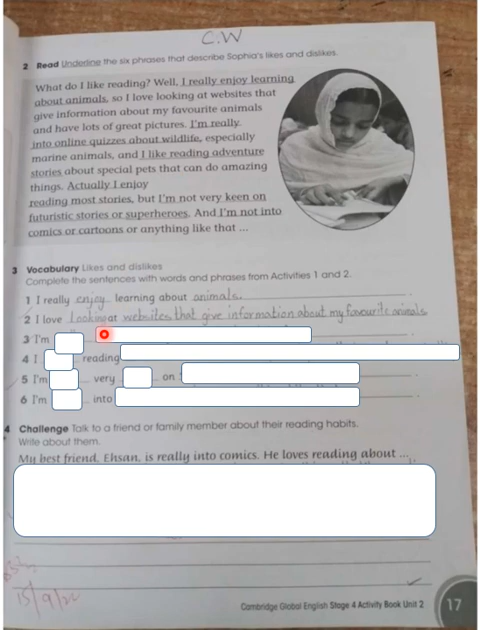 C.W
2 Read Underline the six phrases that describe Sophia's likes and dislikes.
What do I like reading? Well, I really enjoy learning
about animals, so I love looking at websites that
give information about my favourite animals
and have lots of great pictures. I'm really
into online quizzes about wildlife, especially
marine animals, and I like reading adventure
stories about special pets that can do amazing
things. Actually I enjoy
reading most stories, but I'm not very keen on
futuristic stories or superheroes. And I'm not into
comics or cartoons or anything like that ...
3 Vocabulary Likes and dislikes
Complete the sentences with words and phrases from Activities 1 and 2.
1 I really enjoy learning about animals.
2 I love looking at websites that give information about my favourite animals
3 I'm
4 I reading
5 I'm very on
6 I'm into
4 Challenge Talk to a friend or family member about their reading habits.
Write about them.
My best friend, Ehsan, is really into comics. He loves reading about ...
15/9/22
Cambridge Global English Stage 4 Activity Book Unit 2
17